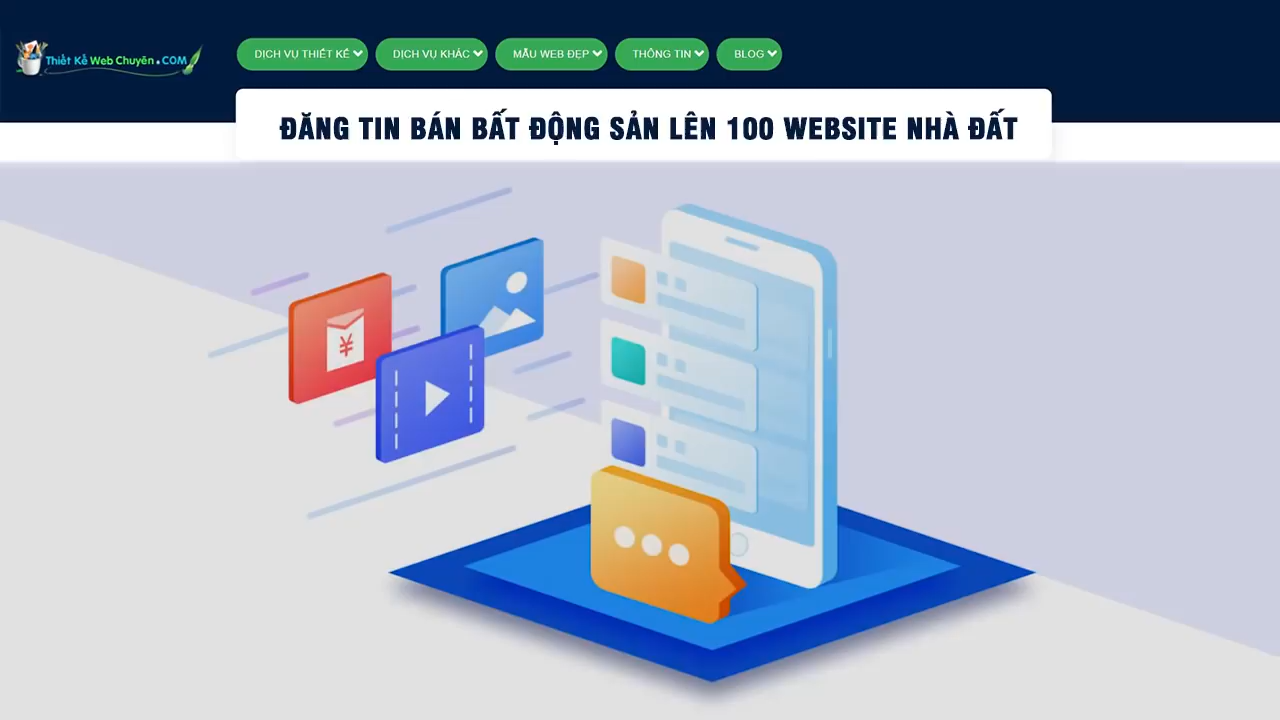 Thiết Kế Web Chuyên.COM
DỊCH VỤ THIẾT KẾ
DỊCH VỤ KHÁC
MẪU WEB ĐẸP
THÔNG TIN
BLOG
ĐĂNG TIN BÁN BẤT ĐỘNG SẢN LÊN 100 WEBSITE NHÀ ĐẤT
¥